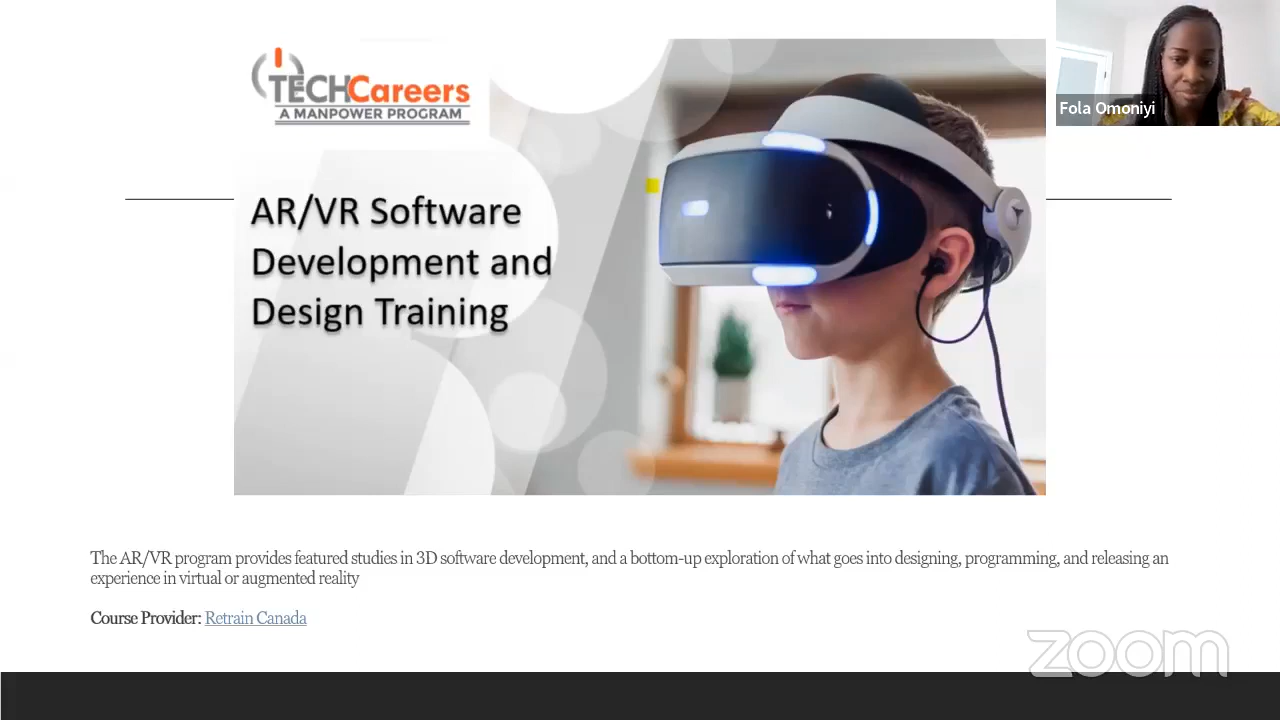 TECHCareers
A MANPOWER PROGRAM
Fola Omoniyi
AR/VR Software
Development and
Design Training
The AR/VR program provides featured studies in 3D software development, and a bottom-up exploration of what goes into designing, programming, and releasing an
experience in virtual or augmented reality
Course Provider: Retrain Canada
zoom